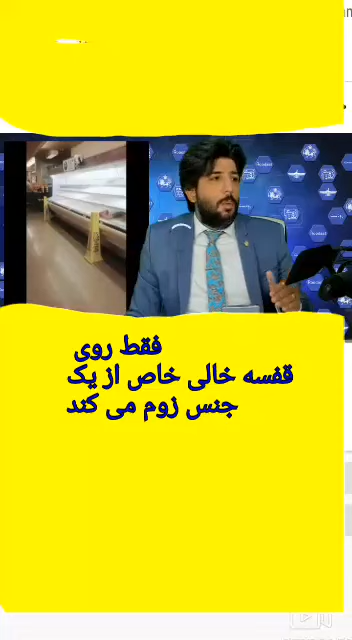 فقط روی
قفسه خالی خاص از یک
جنس زوم می کند